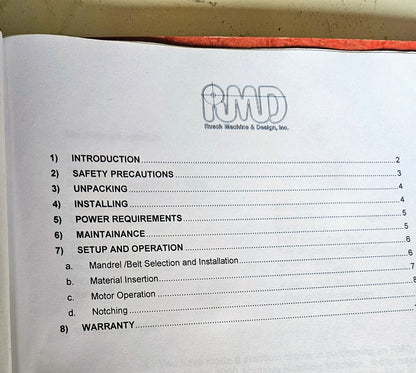 RMD
Ruesch Machine & Design, Inc.
1) INTRODUCTION 2
2) SAFETY PRECAUTIONS 3
3) UNPACKING 4
4) INSTALLING 4
5) POWER REQUIREMENTS 5
6) MAINTAINANCE 5
7) SETUP AND OPERATION 6
a. Mandrel /Belt Selection and Installation 6
b. Material Insertion 7
c. Motor Operation 8
d. Notching
8) WARRANTY